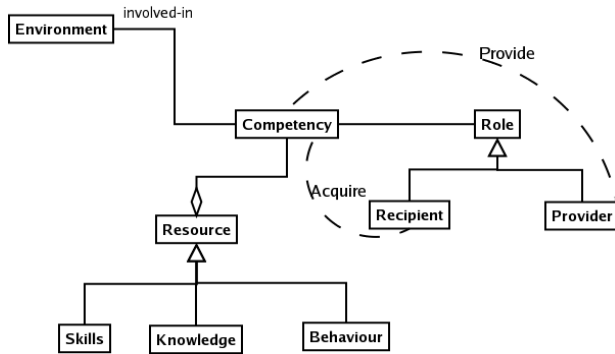 involved-in
Environment
Provide
Competency
Role
Acquire
Recipient
Provider
Resource
Skills
Knowledge
Behaviour